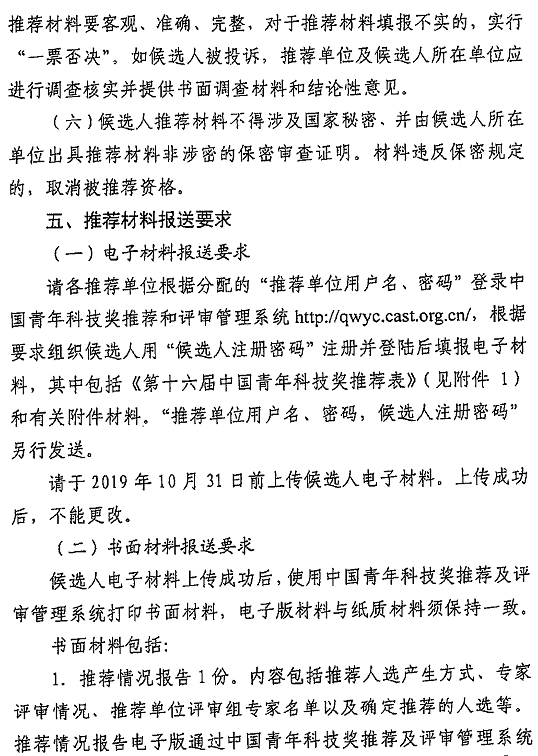 推荐材料要客观、准确、完整，对于推荐材料填报不实的，实行
“一票否决”，如候选人被投诉，推荐单位及候选人所在单位应
进行调查核实并提供书面调查材料和结论性意见。
（六）候选人推荐材料不得涉及国家秘密、并由候选人所在
单位出具推荐材料非涉密的保密审查证明。材料违反保密规定
的，取消被推荐资格。
五、推荐材料报送要求
（一）电子材料报送要求
请各推荐单位根据分配的“推荐单位用户名、密码”登录中
国青年科技奖推荐和评审管理系统http://qwyc.cast.org.cn/，根据
要求组织候选人用“候选人注册密码”注册并登陆后填报电子材
料，其中包括《第十六届中国青年科技奖推荐表》（见附件 1）
和有关附件材料。“推荐单位用户名、密码，候选人注册密码”
另行发送。
请于 2019 年 10 月 31 日前上传候选人电子材料。上传成功
后，不能更改。
（二）书面材料报送要求
候选人电子材料上传成功后，使用中国青年科技奖推荐及评
审管理系统打印书面材料，电子版材料与纸质材料须保持一致。
书面材料包括：
1．推荐情况报告 1 份。内容包括推荐人选产生方式、专家
评审情况、推荐单位评审组专家名单以及确定推荐的人选等。
推荐情况报告电子版通过中国青年科技奖推荐及评审管理系统